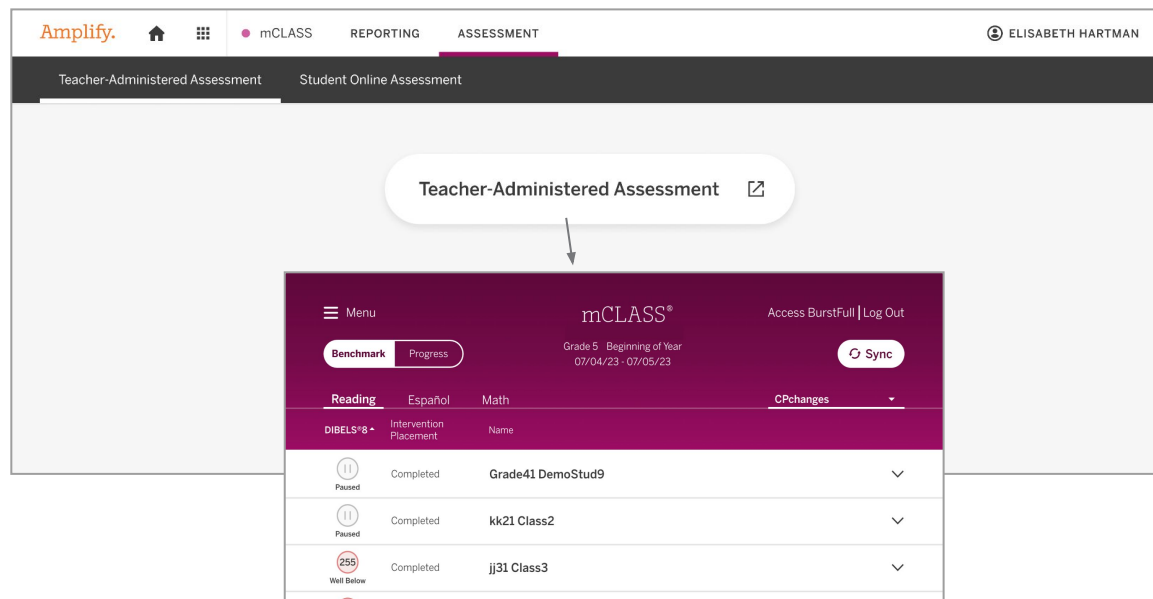 Amplify. mCLASS REPORTING ASSESSMENT ELISABETH HARTMAN
Teacher-Administered Assessment Student Online Assessment
Teacher-Administered Assessment
Menu mCLASS® Access BurstFull | Log Out
Benchmark Progress Grade 5 Beginning of Year Sync
07/04/23 - 07/05/23
Reading Español Math CPchanges
DIBELS®8 Intervention Placement Name
Paused Completed Grade41 DemoStud9
Paused Completed kk21 Class2
255 Well Below Completed jj31 Class3